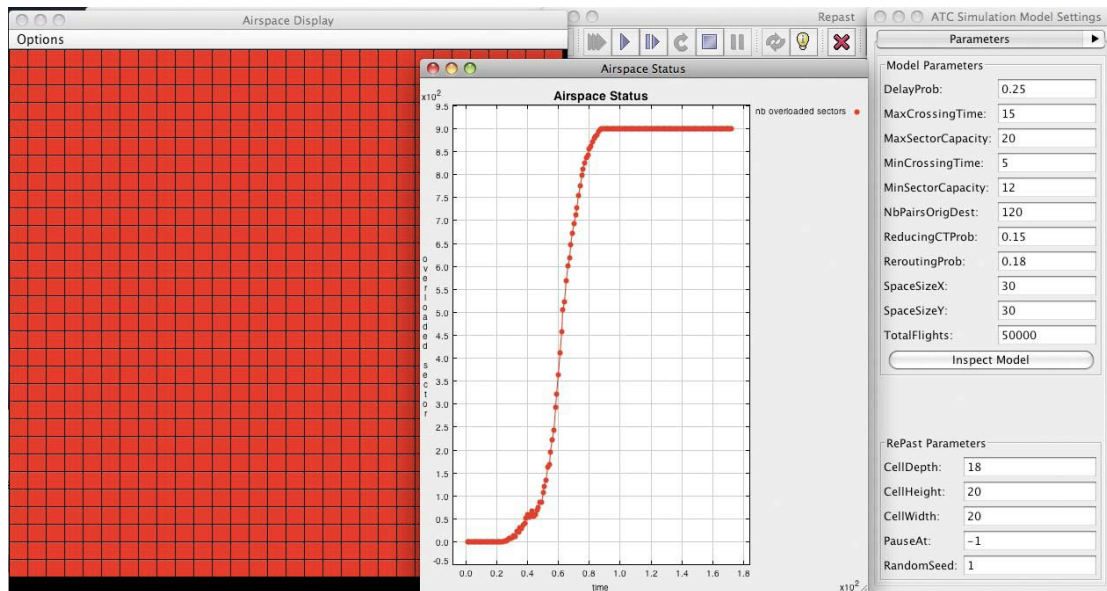 Airspace Display
Options
Repast
Airspace Status
Airspace Status
x10²
9.5
9.0
8.5
8.0
7.5
7.0
6.5
6.0
5.5
5.0
4.5
4.0
3.5
3.0
2.5
2.0
1.5
1.0
0.5
0.0
-0.5
overloaded sector
nb overloaded sectors
0.0 0.2 0.4 0.6 0.8 1.0 1.2 1.4 1.6 1.8
time
x10²
ATC Simulation Model Settings
Parameters
Model Parameters
DelayProb: 0.25
MaxCrossingTime: 15
MaxSectorCapacity: 20
MinCrossingTime: 5
MinSectorCapacity: 12
NbPairsOrigDest: 120
ReducingCTProb: 0.15
ReroutingProb: 0.18
SpaceSizeX: 30
SpaceSizeY: 30
TotalFlights: 50000
Inspect Model
RePast Parameters
CellDepth: 18
CellHeight: 20
CellWidth: 20
PauseAt: -1
RandomSeed: 1